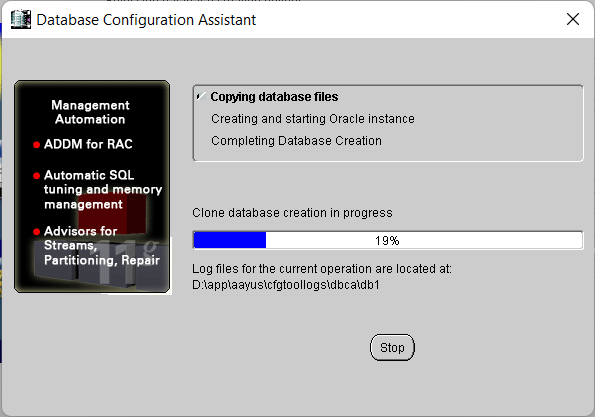 Database Configuration Assistant
Management
Automation
ADDM for RAC
Automatic SQL
tuning and memory
management
Advisors for
Streams,
Partitioning, Repair
11g
Copying database files
Creating and starting Oracle instance
Completing Database Creation
Clone database creation in progress
19%
Log files for the current operation are located at:
D:\app\aayus\cfgtoollogs\dbca\db1
Stop